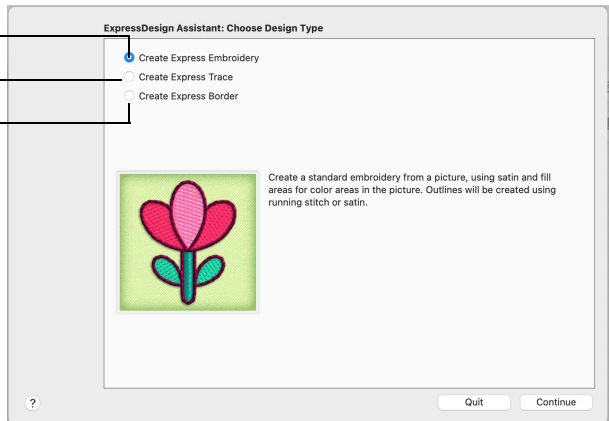 ExpressDesign Assistant: Choose Design Type
Create Express Embroidery
Create Express Trace
Create Express Border
Create a standard embroidery from a picture, using satin and fill
areas for color areas in the picture. Outlines will be created using
running stitch or satin.
?
Quit
Continue